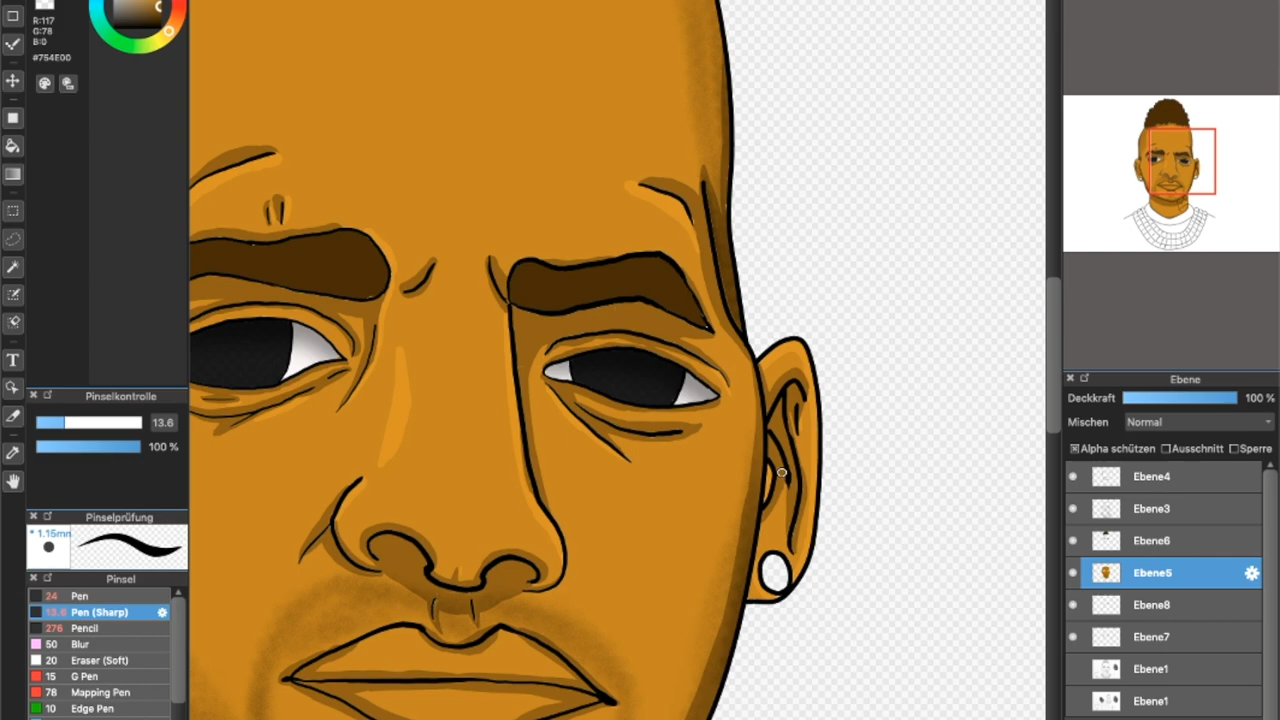 R:117
G:78
B:0
#754E00
T
Pinselkontrolle
13.6
100 %
Pinselprüfung
* 1.15mm
Pinsel
24 Pen
13.6 Pen (Sharp)
276 Pencil
50 Blur
20 Eraser (Soft)
15 G Pen
78 Mapping Pen
10 Edge Pen
Ebene
Deckkraft 100 %
Mischen Normal
Alpha schützen Ausschnitt Sperre
Ebene4
Ebene3
Ebene6
Ebene5
Ebene8
Ebene7
Ebene1
Ebene1